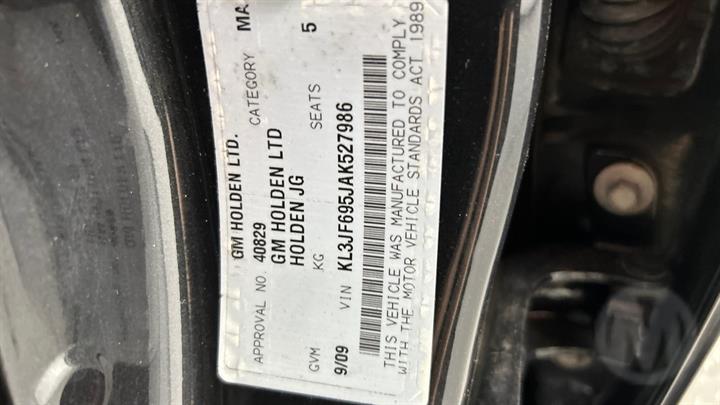 GM HOLDEN LTD.
APPROVAL NO. 40829 CATEGORY MA
GM HOLDEN LTD
HOLDEN JG
GVM KG SEATS 5
9/09 VIN KL3JF695JAK527986
THIS VEHICLE WAS MANUFACTURED TO COMPLY
WITH THE MOTOR VEHICLE STANDARDS ACT 1989
M